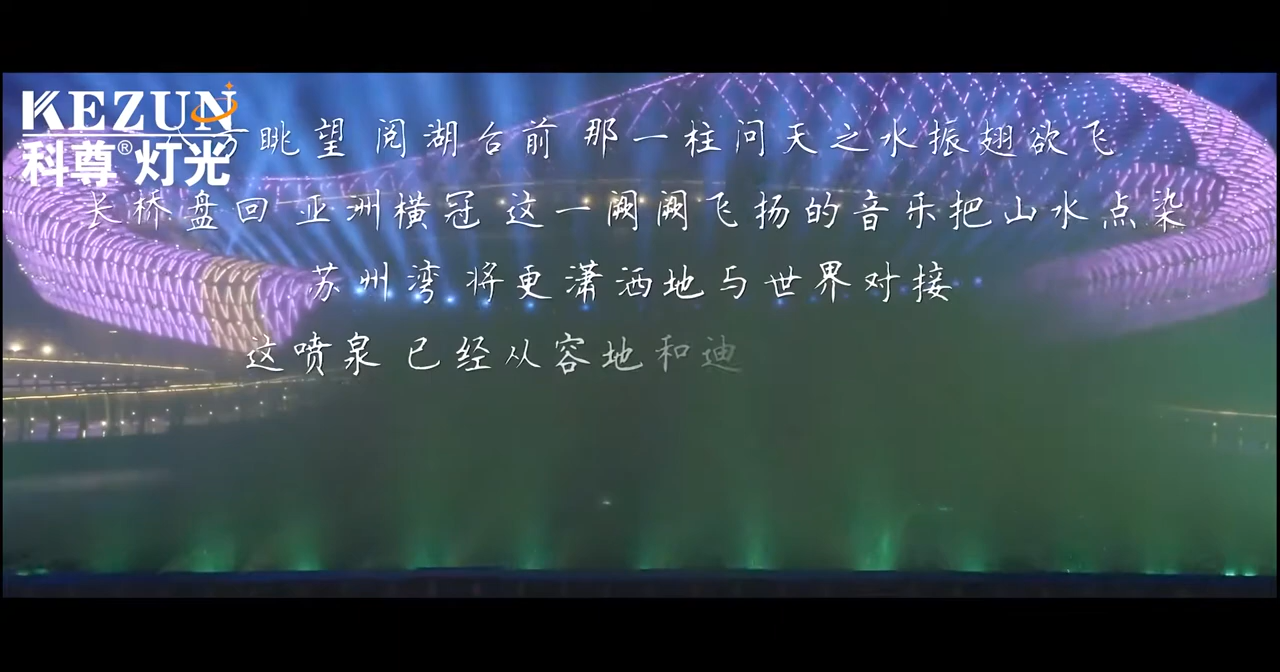 KEZUN
科尊®灯光
方眺望 阅湖台前 那一柱问天之水振翅欲飞
长桥盘回 亚洲横冠 这一阙阙飞扬的音乐把山水点染
苏州湾 将更潇洒地与世界对接
这喷泉 已经从容地和迪